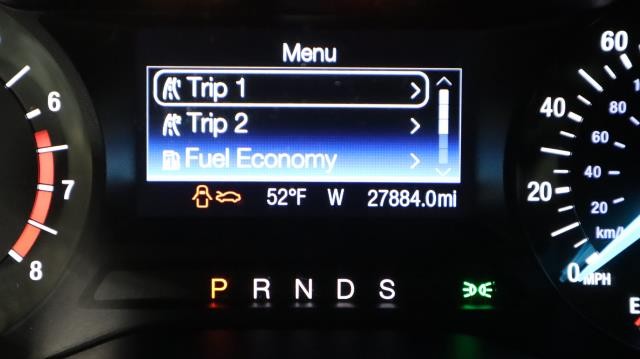 Menu
Trip 1
Trip 2
Fuel Economy
52°F W 27884.0mi
P R N D S
6
7
8
60
40
20
0 MPH
80
60
40
20
km/
E